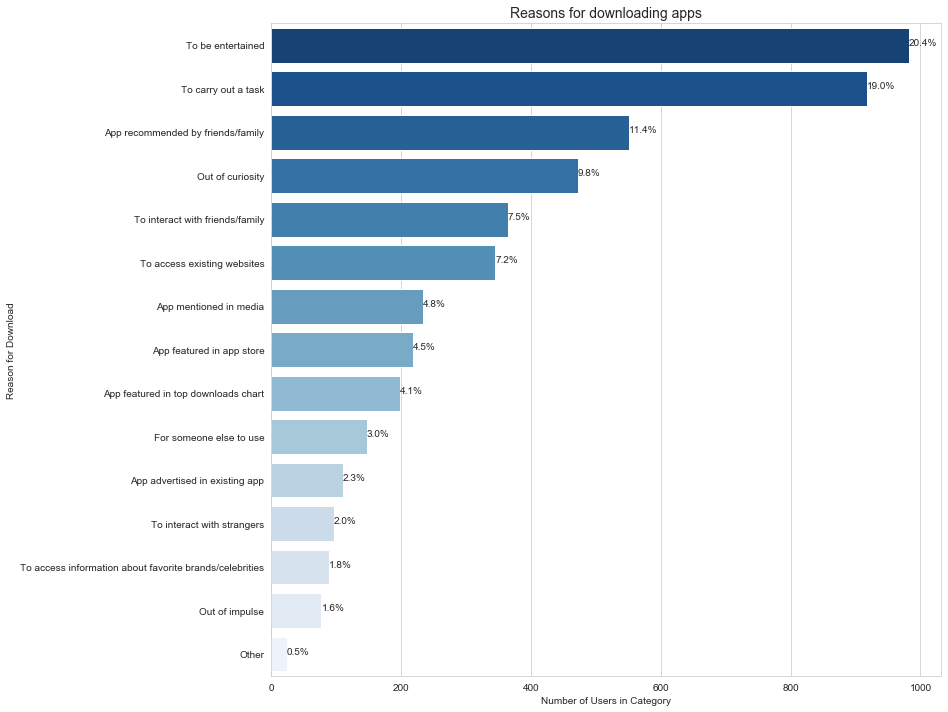 Reasons for downloading apps
To be entertained 20.4%
To carry out a task 19.0%
App recommended by friends/family 11.4%
Out of curiosity 9.8%
To interact with friends/family 7.5%
To access existing websites 7.2%
App mentioned in media 4.8%
App featured in app store 4.5%
App featured in top downloads chart 4.1%
For someone else to use 3.0%
App advertised in existing app 2.3%
To interact with strangers 2.0%
To access information about favorite brands/celebrities 1.8%
Out of impulse 1.6%
Other 0.5%
Reason for Download
0 200 400 600 800 1000
Number of Users in Category